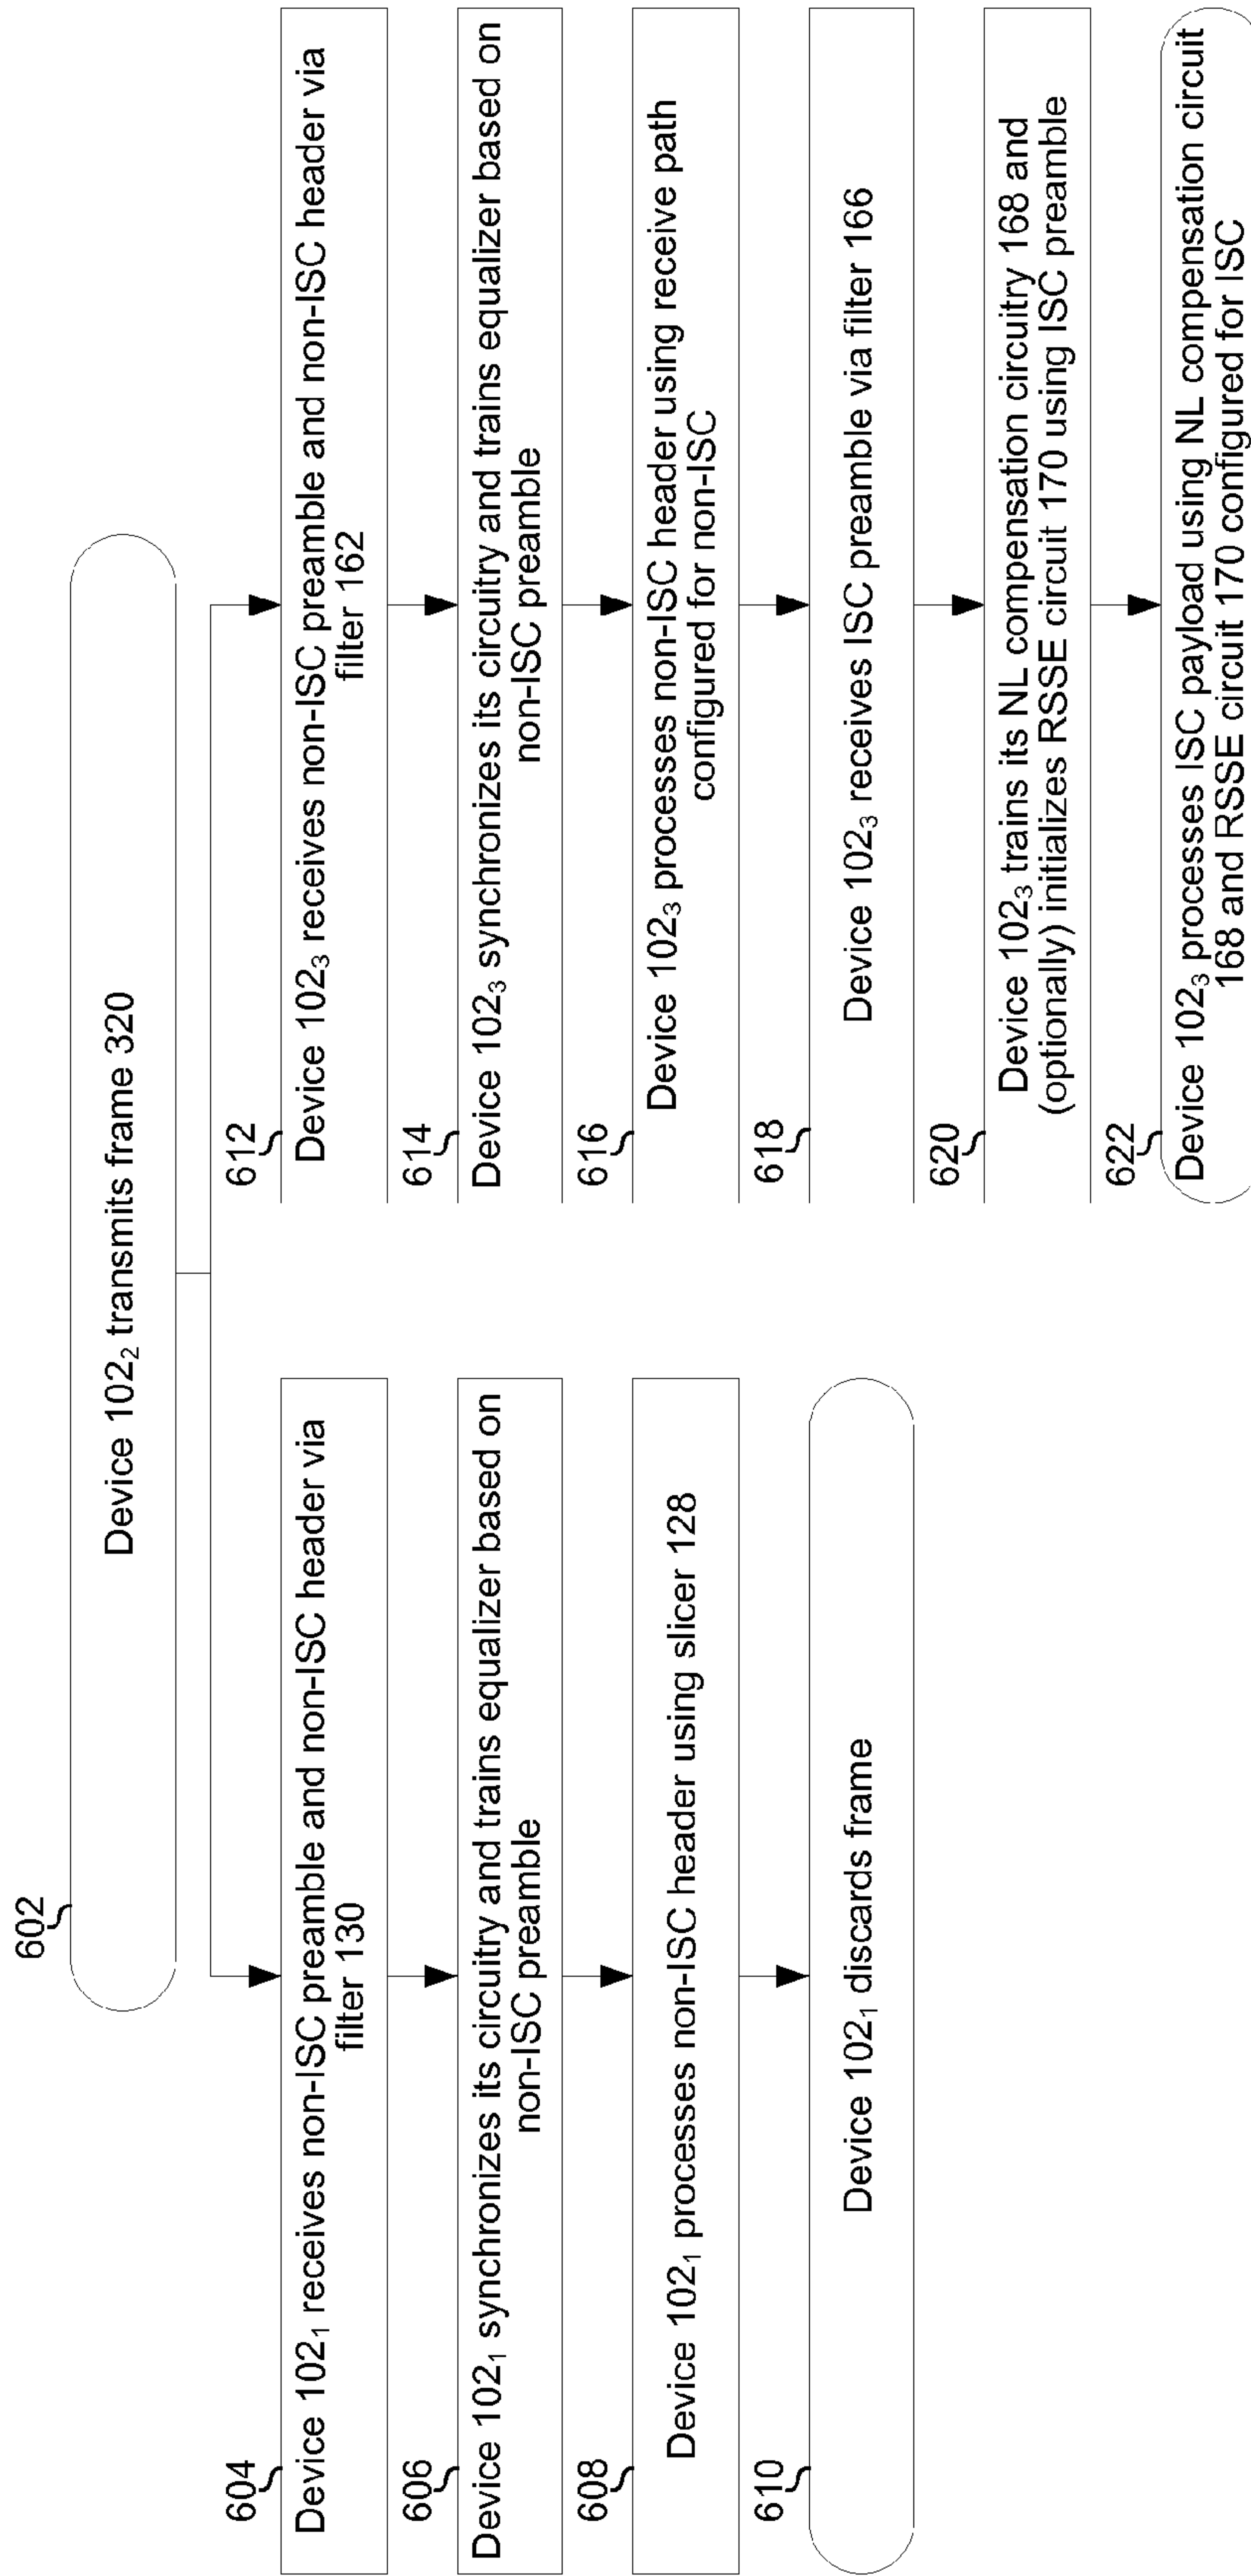 602
Device 102₂ transmits frame 320
604
Device 102₁ receives non-ISC preamble and non-ISC header via
filter 130
606
Device 102₁ synchronizes its circuitry and trains equalizer based on
non-ISC preamble
608
Device 102₁ processes non-ISC header using slicer 128
610
Device 102₁ discards frame
612
Device 102₃ receives non-ISC preamble and non-ISC header via
filter 162
614
Device 102₃ synchronizes its circuitry and trains equalizer based on
non-ISC preamble
616
Device 102₃ processes non-ISC header using receive path
configured for non-ISC
618
Device 102₃ receives ISC preamble via filter 166
620
Device 102₃ trains its NL compensation circuitry 168 and
(optionally) initializes RSSE circuit 170 using ISC preamble
622
Device 102₃ processes ISC payload using NL compensation circuit
168 and RSSE circuit 170 configured for ISC